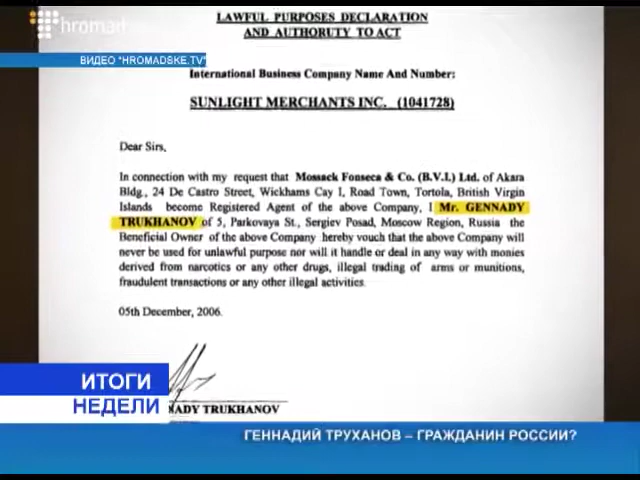 LAWFUL PURPOSES DECLARATION
AND AUTHORUTY TO ACT
hromad
ВИДЕО "HROMADSKE.TV"
International Business Company Name And Number:
SUNLIGHT MERCHANTS INC. (1041728)
Dear Sirs,
In connection with my request that Mossack Fonseca & Co. (B.V.I.) Ltd. of Akara
Bldg., 24 De Castro Street, Wickhams Cay I, Road Town, Tortola, British Virgin
Islands become Registered Agent of the above Company, I Mr. GENNADY
TRUKHANOV of 5, Parkovaya St., Sergiev Posad, Moscow Region, Russia the
Beneficial Owner of the above Company hereby vouch that the above Company will
never be used for unlawful purpose nor will it handle or deal in any way with monies
derived from narcotics or any other drugs, illegal trading of arms or munitions,
fraudulent transactions or any other illegal activities.
05th December, 2006.
NADY TRUKHANOV
ИТОГИ
НЕДЕЛИ
ГЕННАДИЙ ТРУХАНОВ – ГРАЖДАНИН РОССИИ?